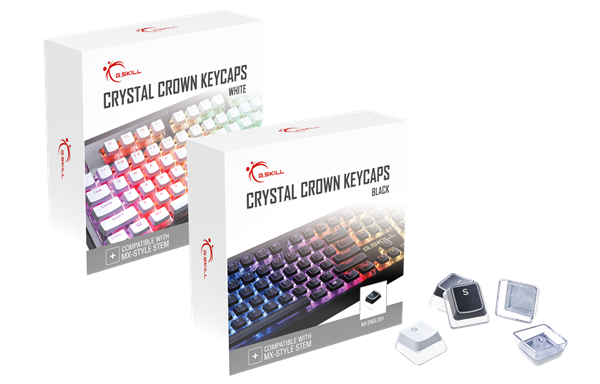 G.SKILL
CRYSTAL CROWN KEYCAPS
WHITE
COMPATIBLE WITH
MX-STYLE STEM
G.SKILL
G.SKILL
CRYSTAL CROWN KEYCAPS
BLACK
G.SKILL
NA ENGLISH
COMPATIBLE WITH
MX-STYLE STEM
G.SKILL
S